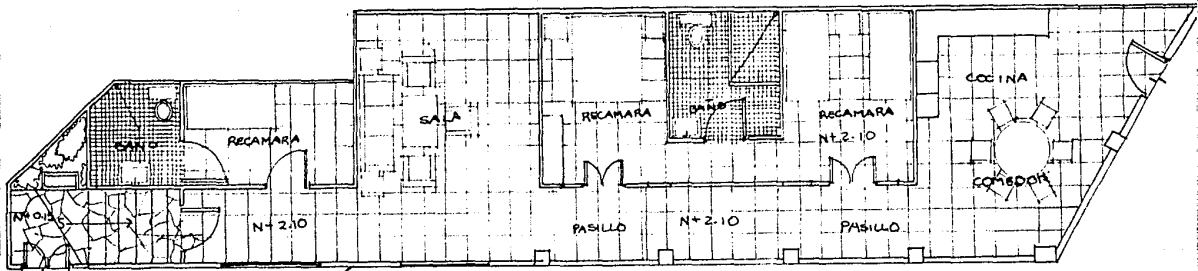 COCINA
SALA
RECAMARA
BAÑO
RECAMARA
N+2.10
BAÑO
RECAMARA
COMEDOR
N+0.15
N+2.10
PASILLO
N+2.10
PASILLO